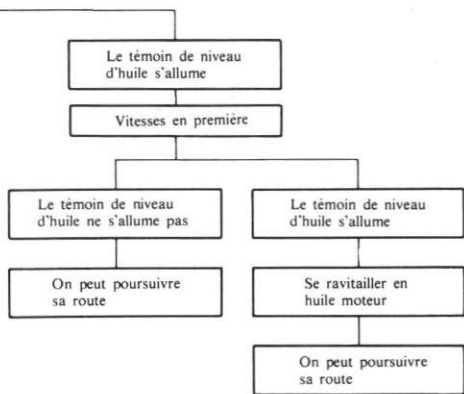 Le témoin de niveau
d'huile s'allume
Vitesses en première
Le témoin de niveau
d'huile ne s'allume pas
On peut poursuivre
sa route
Le témoin de niveau
d'huile s'allume
Se ravitailler en
huile moteur
On peut poursuivre
sa route